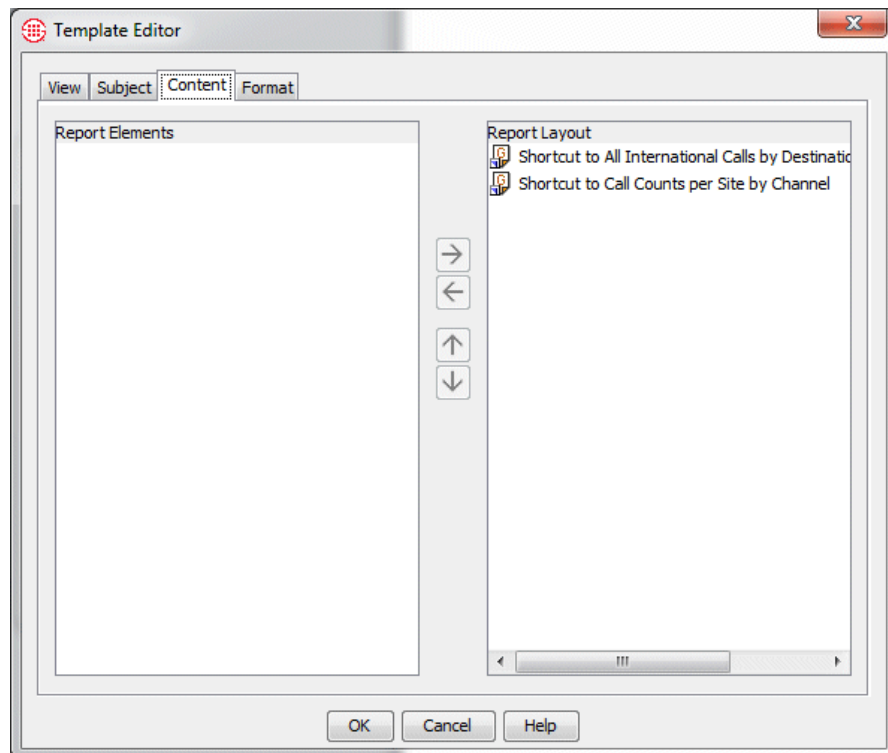 Template Editor
View Subject Content Format
Report Elements
Report Layout
Shortcut to All International Calls by Destinatic
Shortcut to Call Counts per Site by Channel
OK Cancel Help